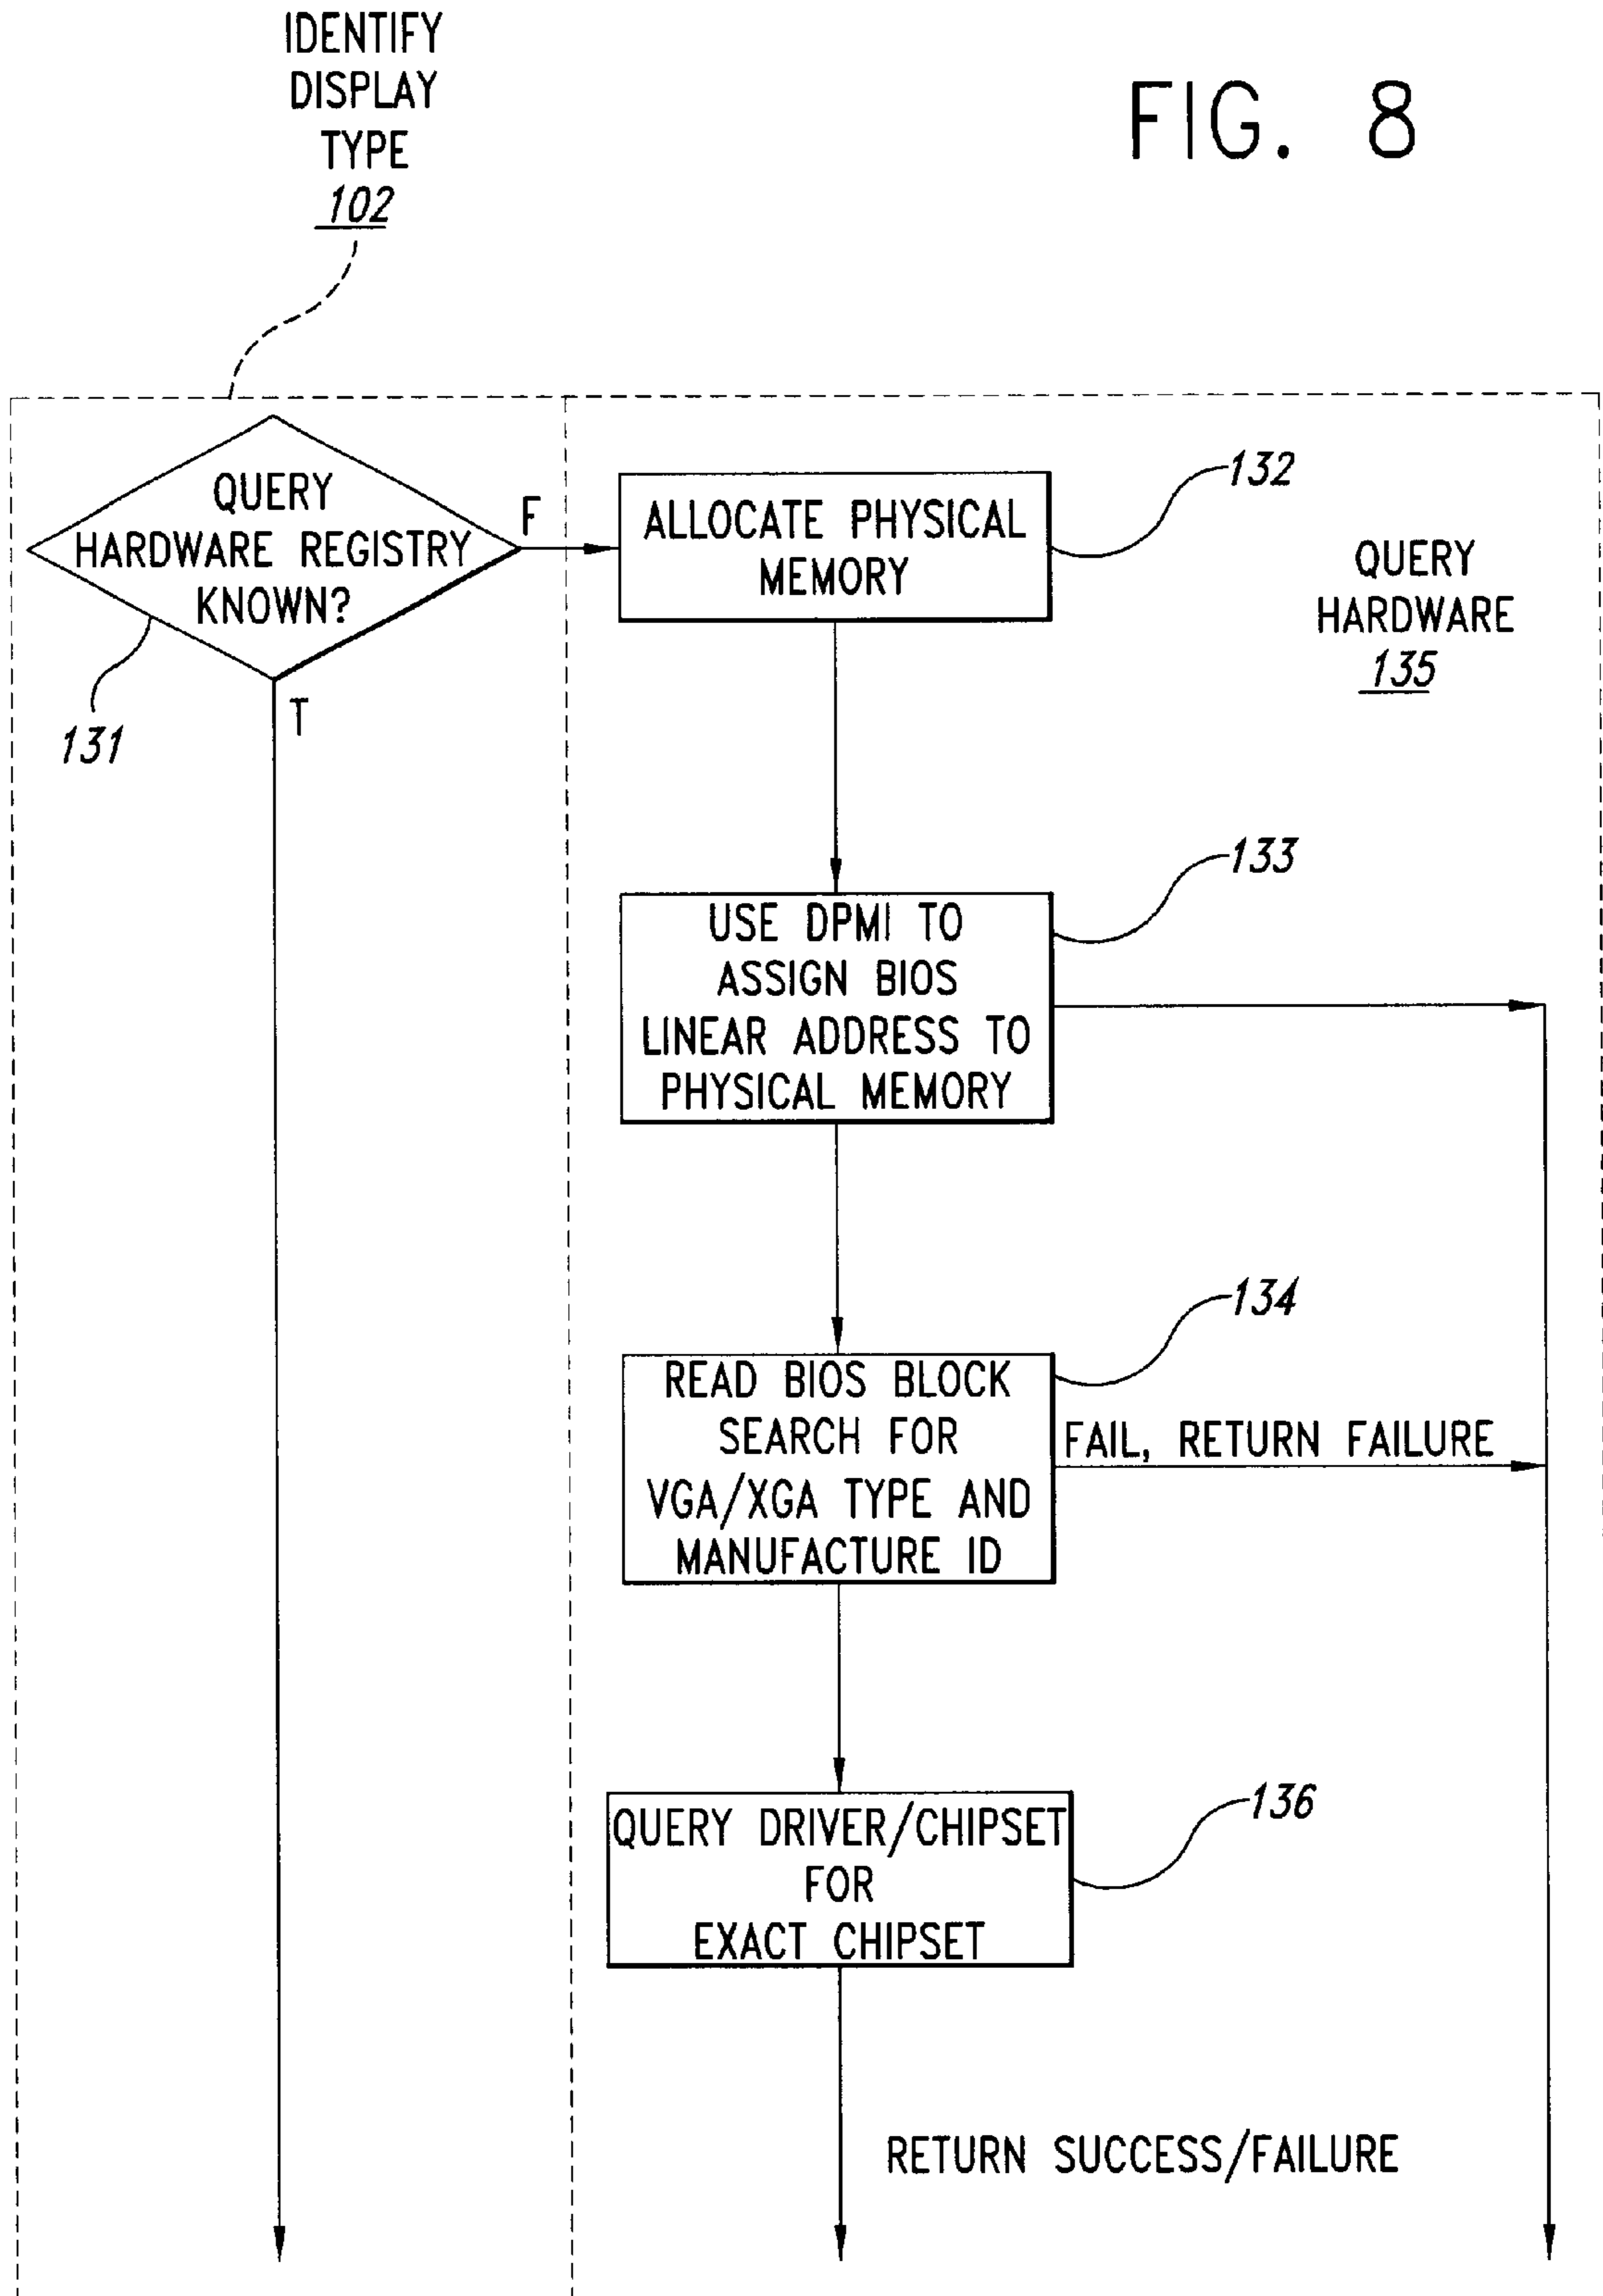 IDENTIFY
DISPLAY
TYPE
102
FIG. 8
QUERY
HARDWARE REGISTRY
KNOWN?
F
T
131
ALLOCATE PHYSICAL
MEMORY
132
QUERY
HARDWARE
135
USE DPMI TO
ASSIGN BIOS
LINEAR ADDRESS TO
PHYSICAL MEMORY
133
READ BIOS BLOCK
SEARCH FOR
VGA/XGA TYPE AND
MANUFACTURE ID
134
FAIL, RETURN FAILURE
QUERY DRIVER/CHIPSET
FOR
EXACT CHIPSET
136
RETURN SUCCESS/FAILURE